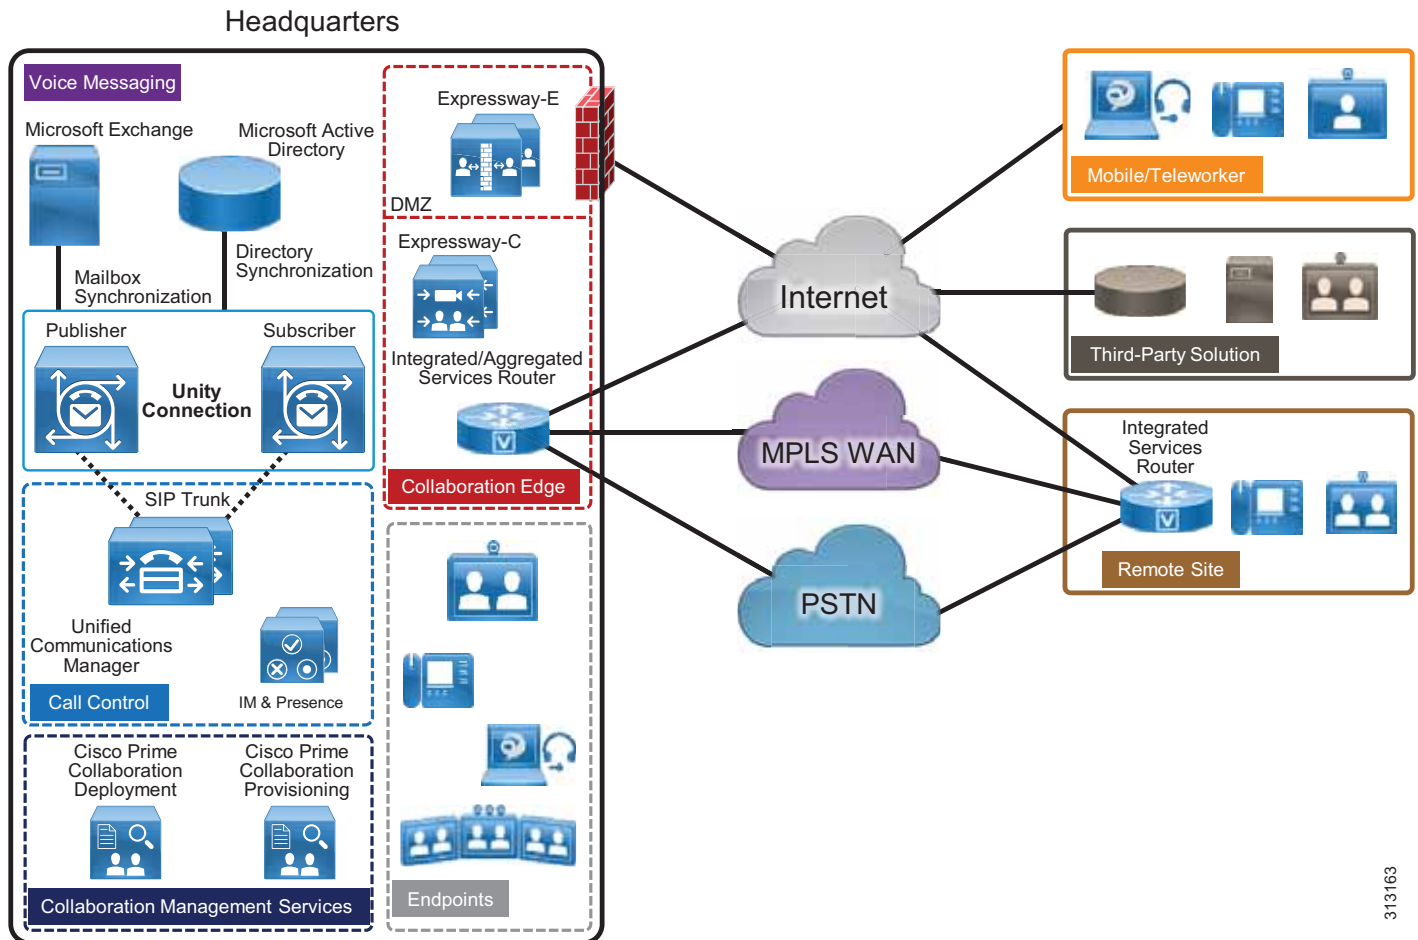 Headquarters
Voice Messaging
Microsoft Exchange
Microsoft Active
Directory
Mailbox
Synchronization
Directory
Synchronization
Publisher
Subscriber
Unity
Connection
SIP Trunk
Unified
Communications
Manager
IM & Presence
Call Control
Cisco Prime
Collaboration
Deployment
Cisco Prime
Collaboration
Provisioning
Collaboration Management Services
Expressway-E
DMZ
Expressway-C
Integrated/Aggregated
Services Router
V
Collaboration Edge
Endpoints
Internet
MPLS WAN
PSTN
Mobile/Teleworker
Third-Party Solution
Integrated
Services
Router
V
Remote Site
313163